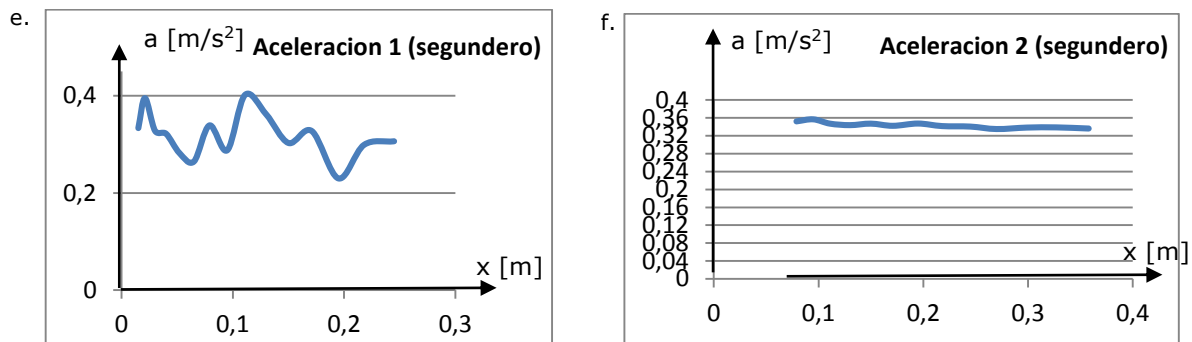 e.
a [m/s²]
Aceleracion 1 (segundero)
0,4
0,2
0
x [m]
0
0,1
0,2
0,3
f.
a [m/s²]
Aceleracion 2 (segundero)
0,4
0,36
0,32
0,28
0,24
0,2
0,16
0,12
0,08
0,04
0
x [m]
0
0,1
0,2
0,3
0,4